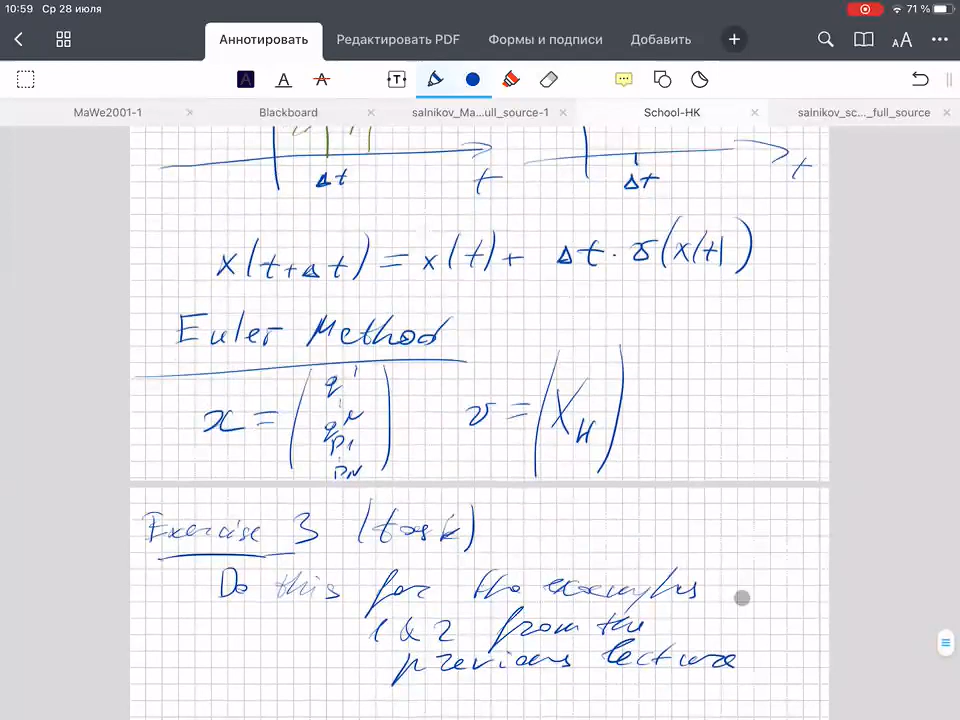 10:59 Ср 28 июля 71 %
Аннотировать Редактировать PDF Формы и подписи Добавить
MaWe2001-1 Blackboard salnikov_Ma...ull_source-1 School-HK salnikov_sc..._full_source
Δt t Δt t
x(t+Δt) = x(t) + Δt · v(x(t))
Euler Method
x = ( q1 ⋮ qN p1 ⋮ pN ) v = ( X_H )
Exercise 3 (task)
Do this for the examples
1 & 2 from the
previous lecture